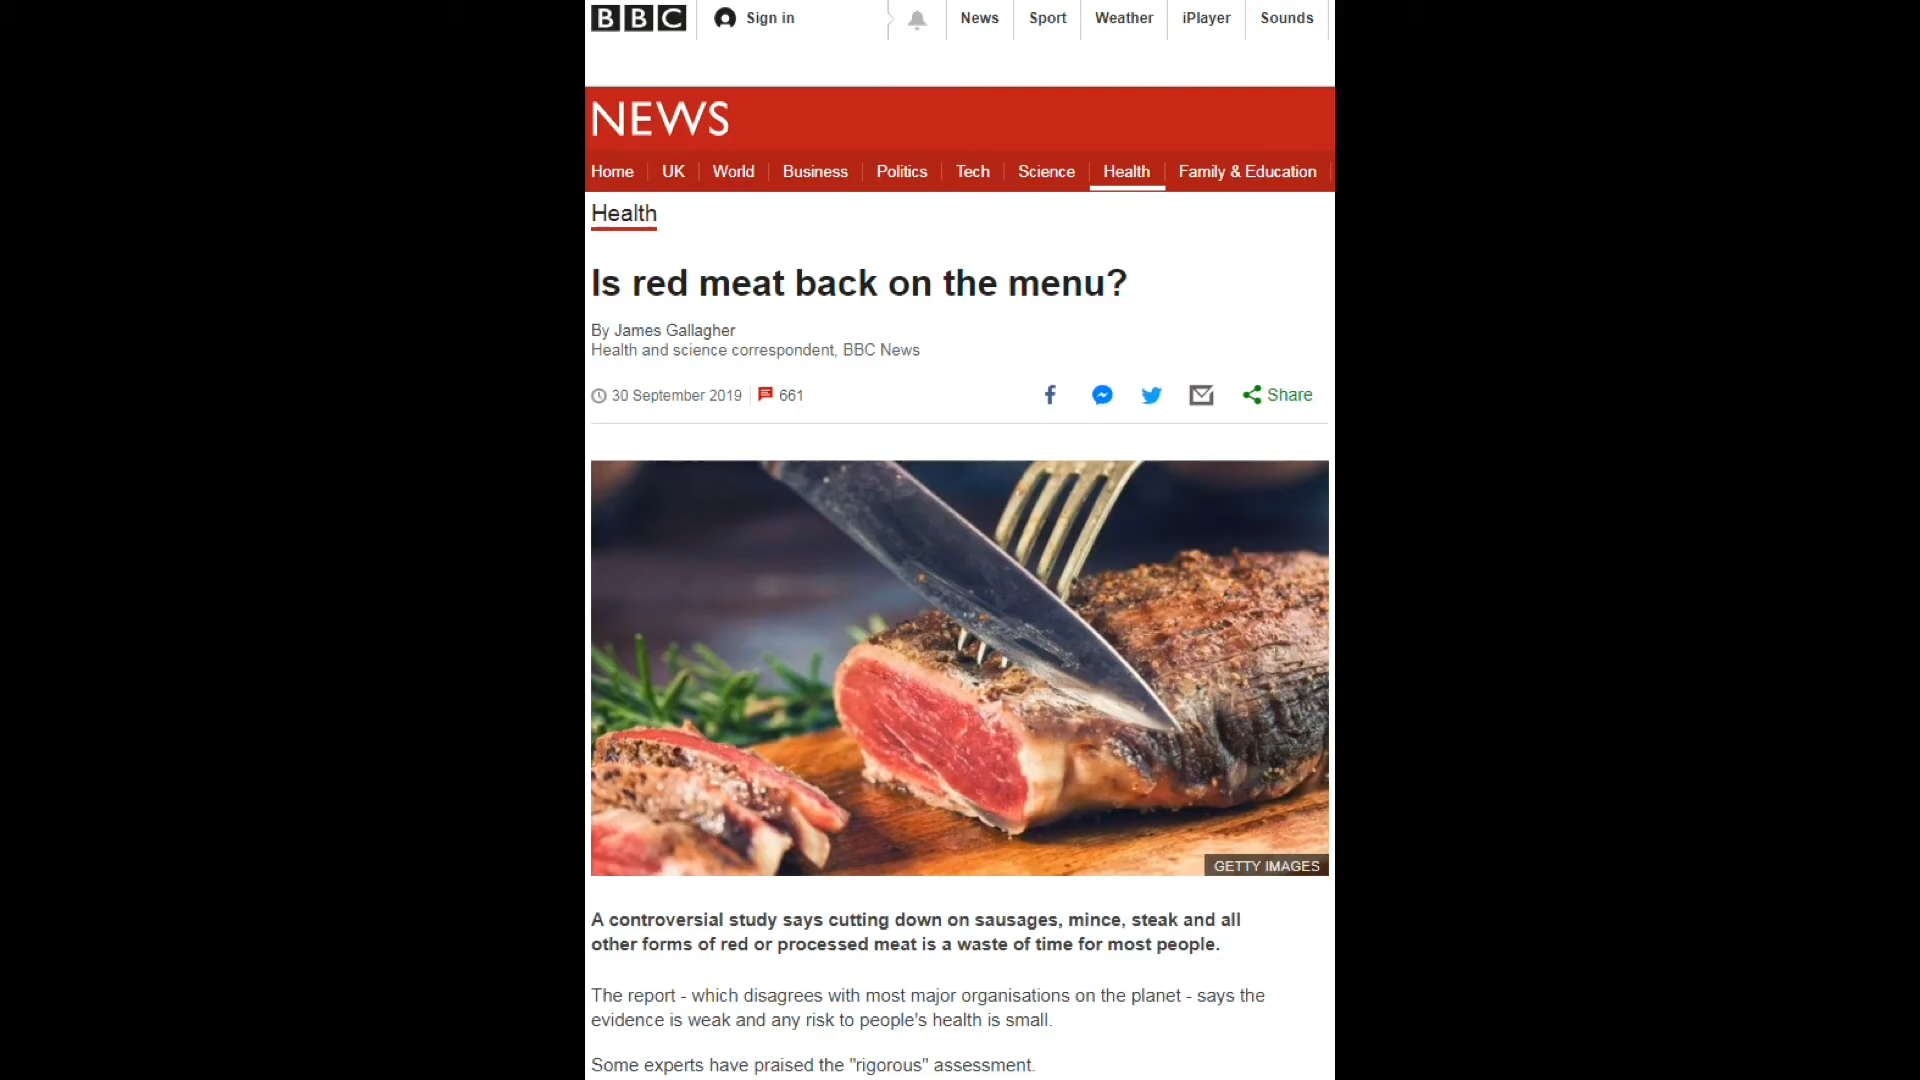 BBC Sign in News Sport Weather iPlayer Sounds
NEWS
Home UK World Business Politics Tech Science Health Family & Education
Health
Is red meat back on the menu?
By James Gallagher
Health and science correspondent, BBC News
30 September 2019 661 Share
GETTY IMAGES
A controversial study says cutting down on sausages, mince, steak and all
other forms of red or processed meat is a waste of time for most people.
The report - which disagrees with most major organisations on the planet - says the
evidence is weak and any risk to people's health is small.
Some experts have praised the "rigorous" assessment.